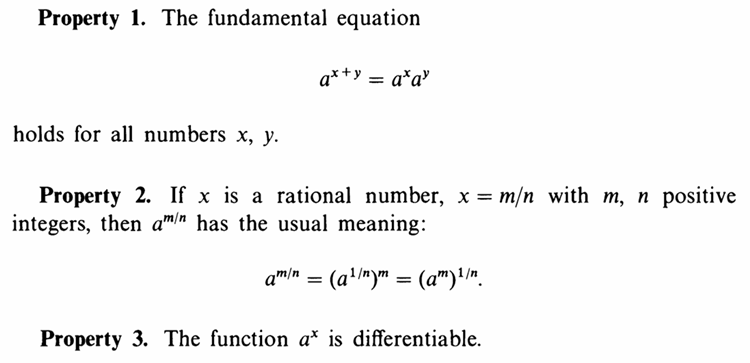 Property 1. The fundamental equation
a^{x+y} = a^x a^y
holds for all numbers x, y.
Property 2. If x is a rational number, x = m/n with m, n positive
integers, then a^{m/n} has the usual meaning:
a^{m/n} = (a^{1/n})^m = (a^m)^{1/n}.
Property 3. The function a^x is differentiable.